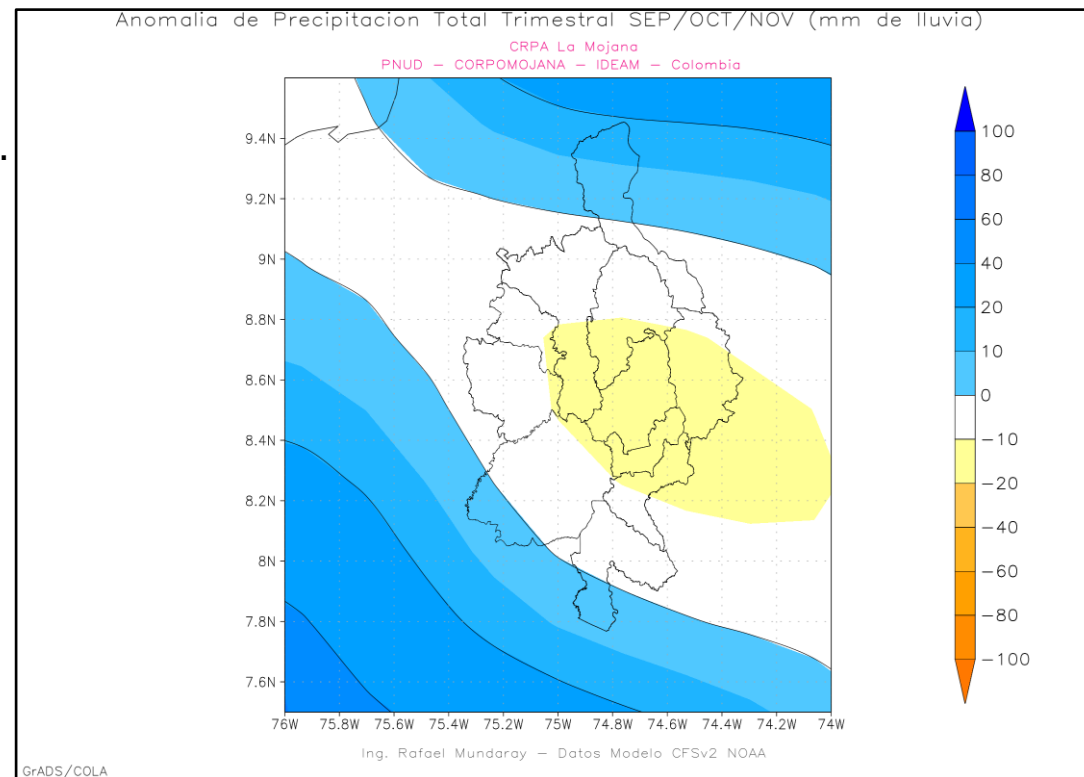 Anomalia de Precipitacion Total Trimestral SEP/OCT/NOV (mm de lluvia)
CRPA La Mojana
PNUD – CORPOMOJANA – IDEAM – Colombia
.
9.4N
9.2N
9N
8.8N
8.6N
8.4N
8.2N
8N
7.8N
7.6N
76W 75.8W 75.6W 75.4W 75.2W 75W 74.8W 74.6W 74.4W 74.2W 74W
100
80
60
40
20
10
0
−10
−20
−40
−60
−80
−100
Ing. Rafael Mundaray – Datos Modelo CFSv2 NOAA
GrADS/COLA